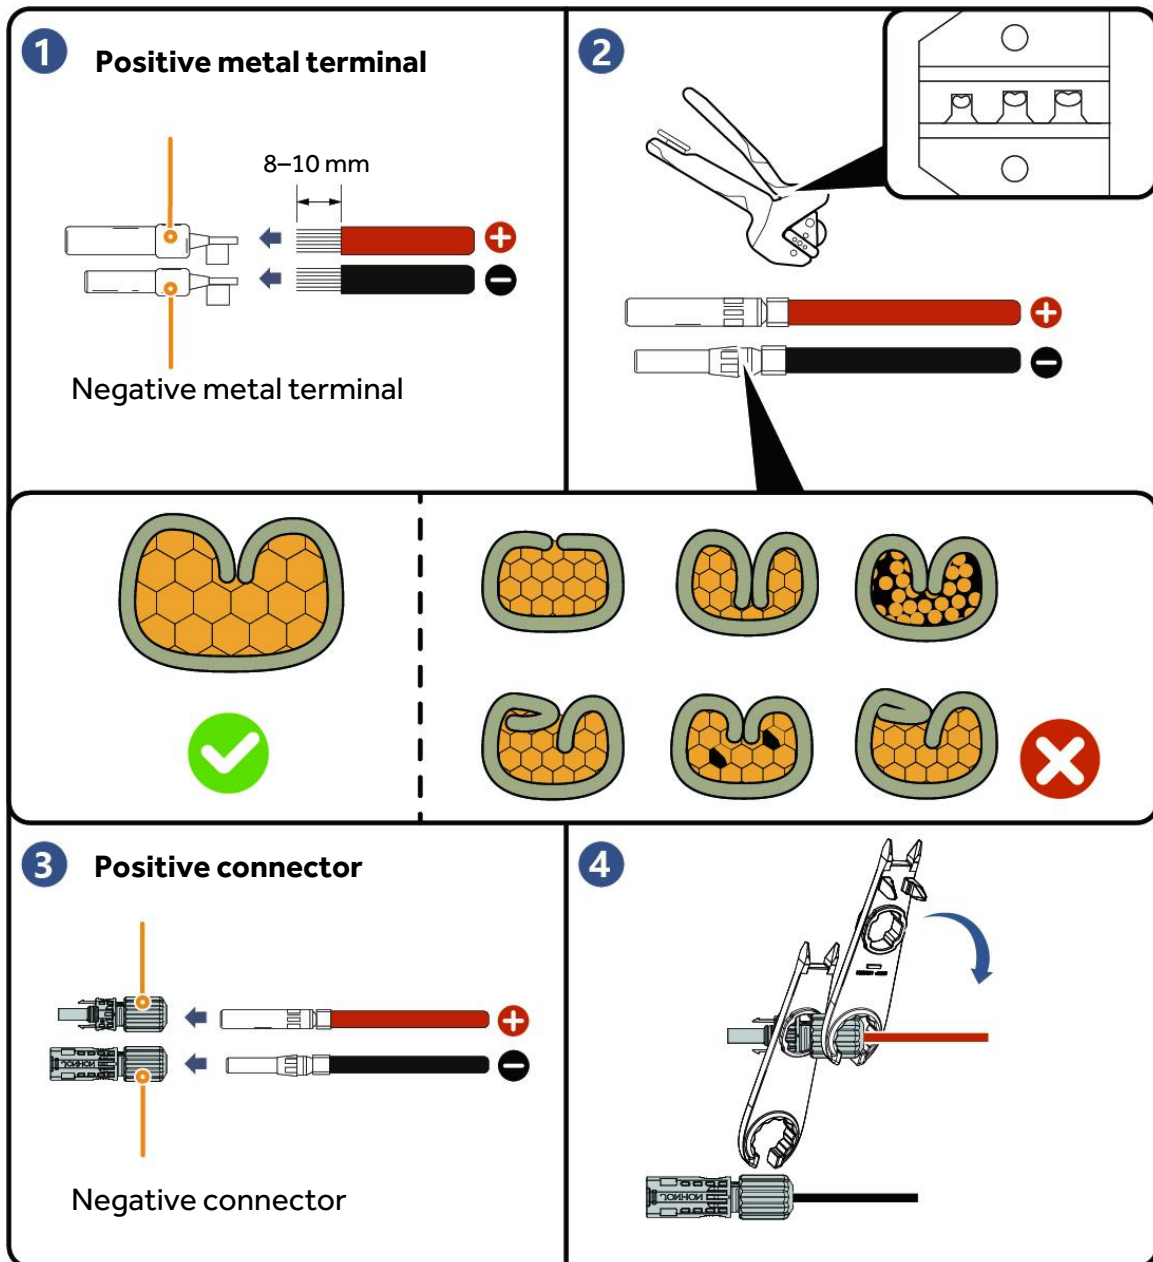 1
Positive metal terminal
8–10 mm
+
−
Negative metal terminal
2
+
−
3
Positive connector
+
−
Negative connector
4